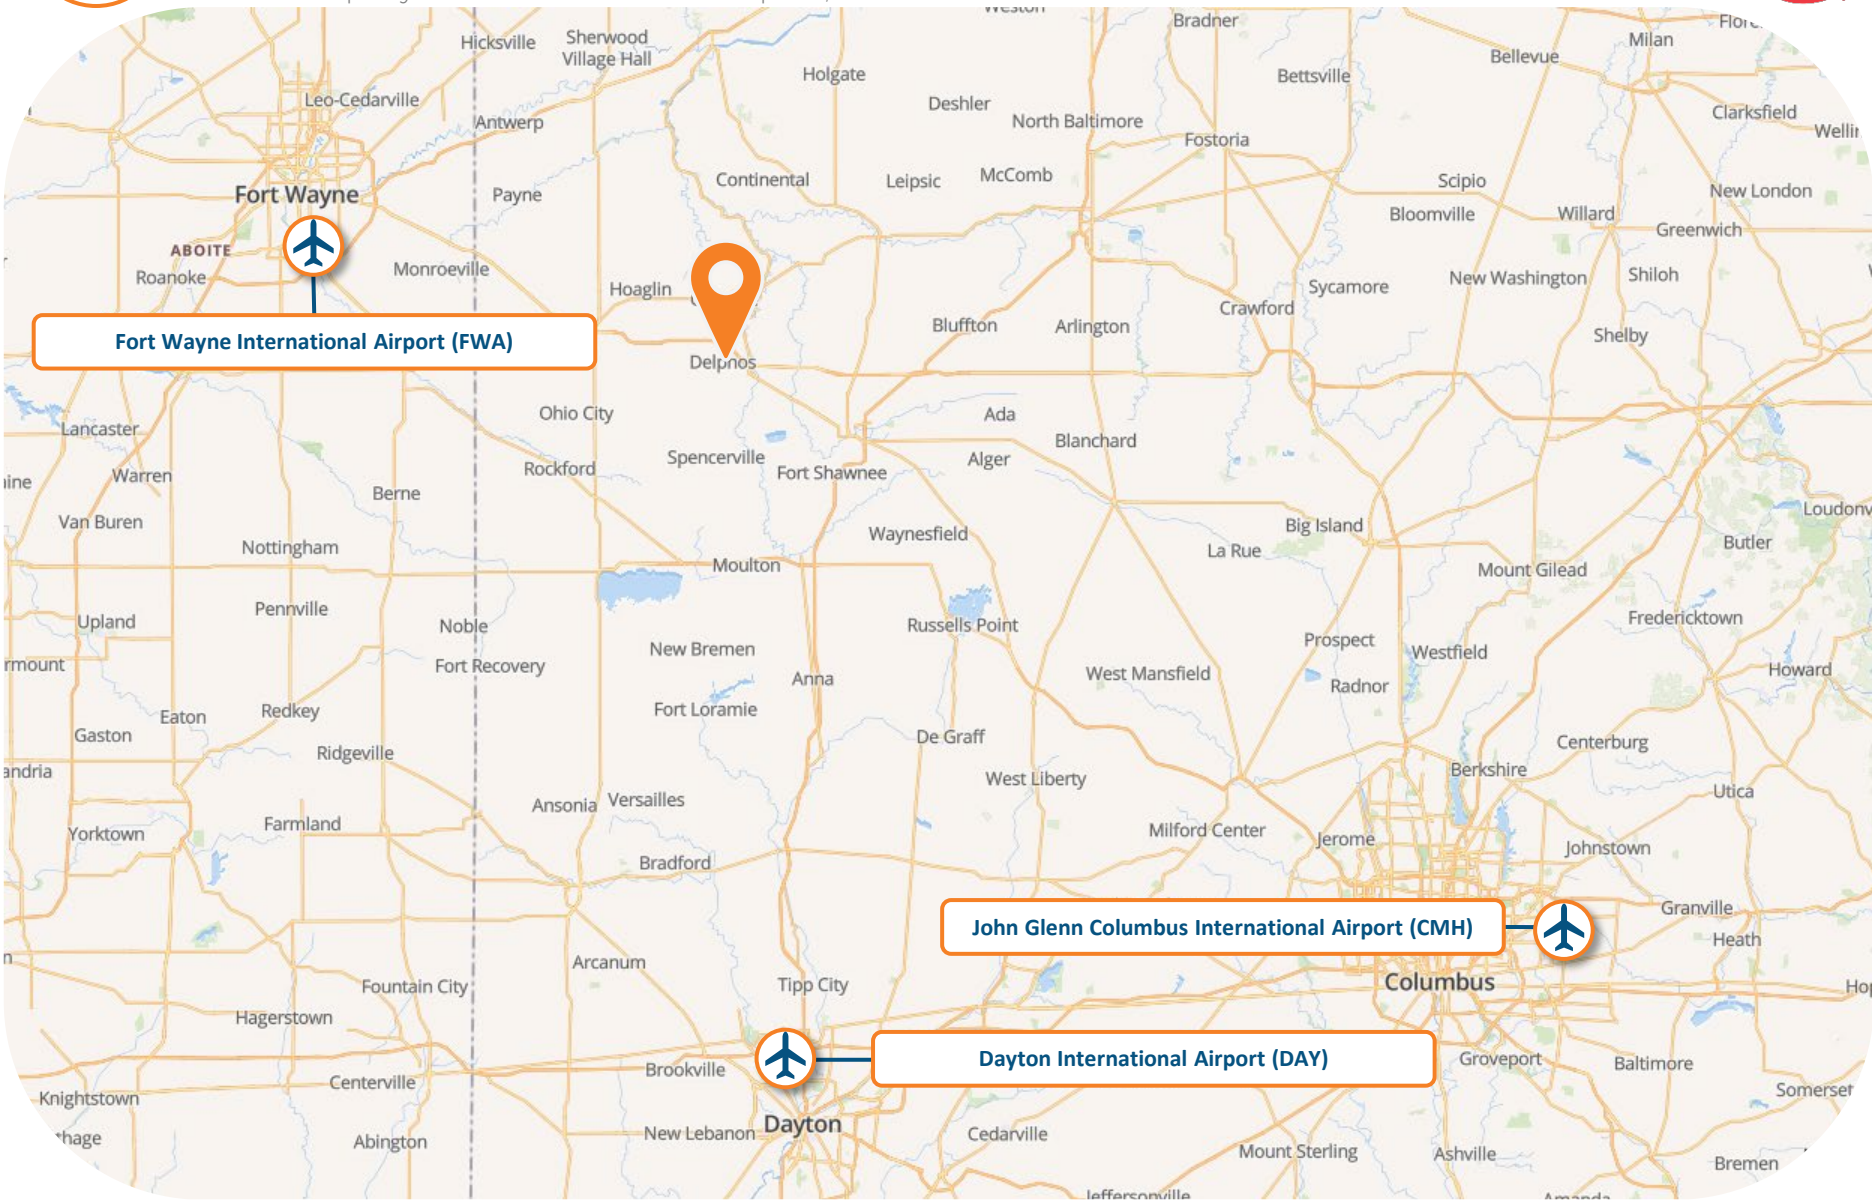 Weston
Bradner
Hicksville
Sherwood
Village Hall
Milan
Bellevue
Holgate
Bettsville
Leo-Cedarville
Deshler
Clarksfield
Antwerp
North Baltimore
Fostoria
Continental
Leipsic
McComb
Scipio
New London
Fort Wayne
Payne
Bloomville
Willard
Greenwich
ABOITE
Roanoke
Monroeville
Hoaglin
Sycamore
New Washington
Shiloh
Crawford
Fort Wayne International Airport (FWA)
Bluffton
Arlington
Shelby
Delphos
Ohio City
Ada
Lancaster
Blanchard
Spencerville
Alger
Warren
Rockford
Fort Shawnee
Berne
Van Buren
Big Island
Waynesfield
Nottingham
La Rue
Butler
Moulton
Mount Gilead
Pennville
Upland
Noble
Russells Point
Fredericktown
New Bremen
Prospect
Westfield
Fort Recovery
Anna
West Mansfield
Radnor
Howard
Eaton
Redkey
Fort Loramie
Gaston
De Graff
Centerburg
Ridgeville
Berkshire
West Liberty
Utica
Ansonia
Versailles
Farmland
Yorktown
Milford Center
Jerome
Johnstown
Bradford
Granville
John Glenn Columbus International Airport (CMH)
Heath
Arcanum
Columbus
Fountain City
Tipp City
Hagerstown
Dayton International Airport (DAY)
Groveport
Baltimore
Brookville
Centerville
Somerset
Knightstown
Dayton
New Lebanon
Cedarville
Abington
Mount Sterling
Ashville
Bremen
Jeffersonville
Amanda